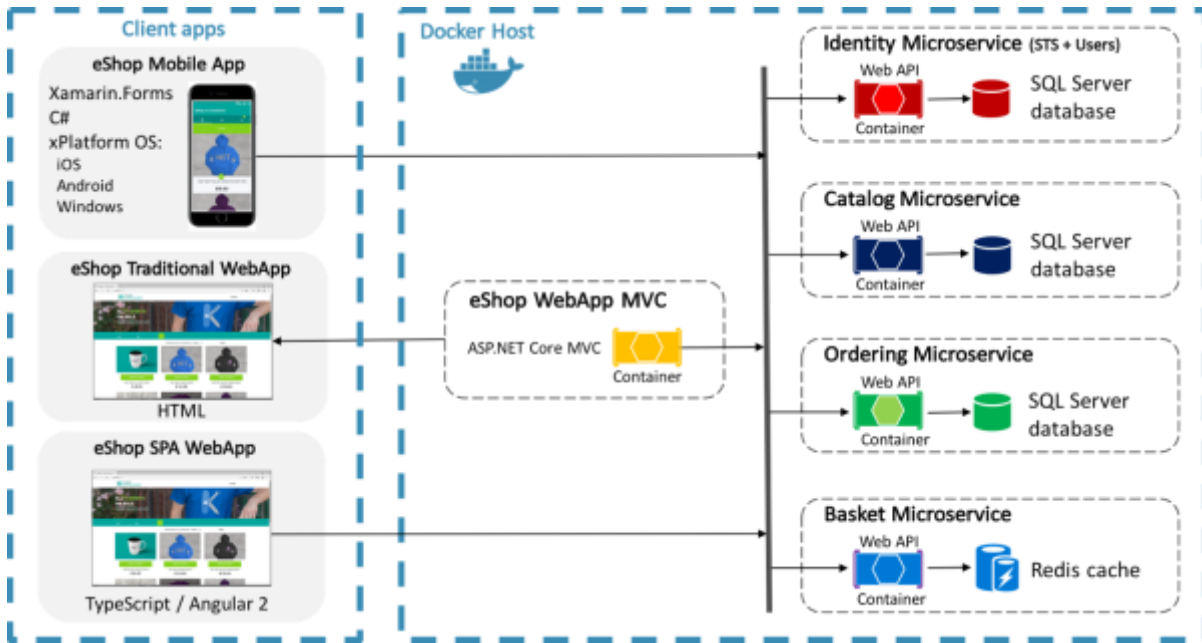 Client apps
eShop Mobile App
Xamarin.Forms
C#
xPlatform OS:
iOS
Android
Windows
eShop Traditional WebApp
HTML
eShop SPA WebApp
TypeScript / Angular 2
Docker Host
eShop WebApp MVC
ASP.NET Core MVC
Container
Identity Microservice (STS + Users)
Web API
Container
SQL Server
database
Catalog Microservice
Web API
Container
SQL Server
database
Ordering Microservice
Web API
Container
SQL Server
database
Basket Microservice
Web API
Container
Redis cache